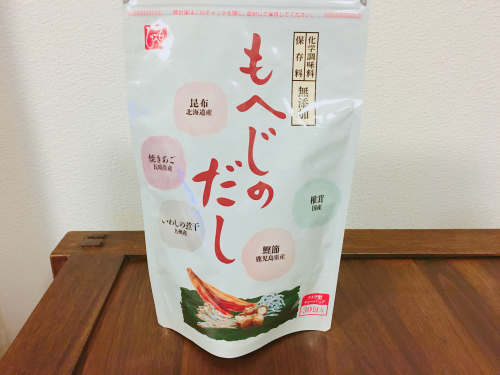 化学調味料
保存料
無添加
もへじの
だし
昆布
北海道産
焼きあご
長崎県産
いわしの煮干
九州産
鰹節
鹿児島県産
椎茸
国産